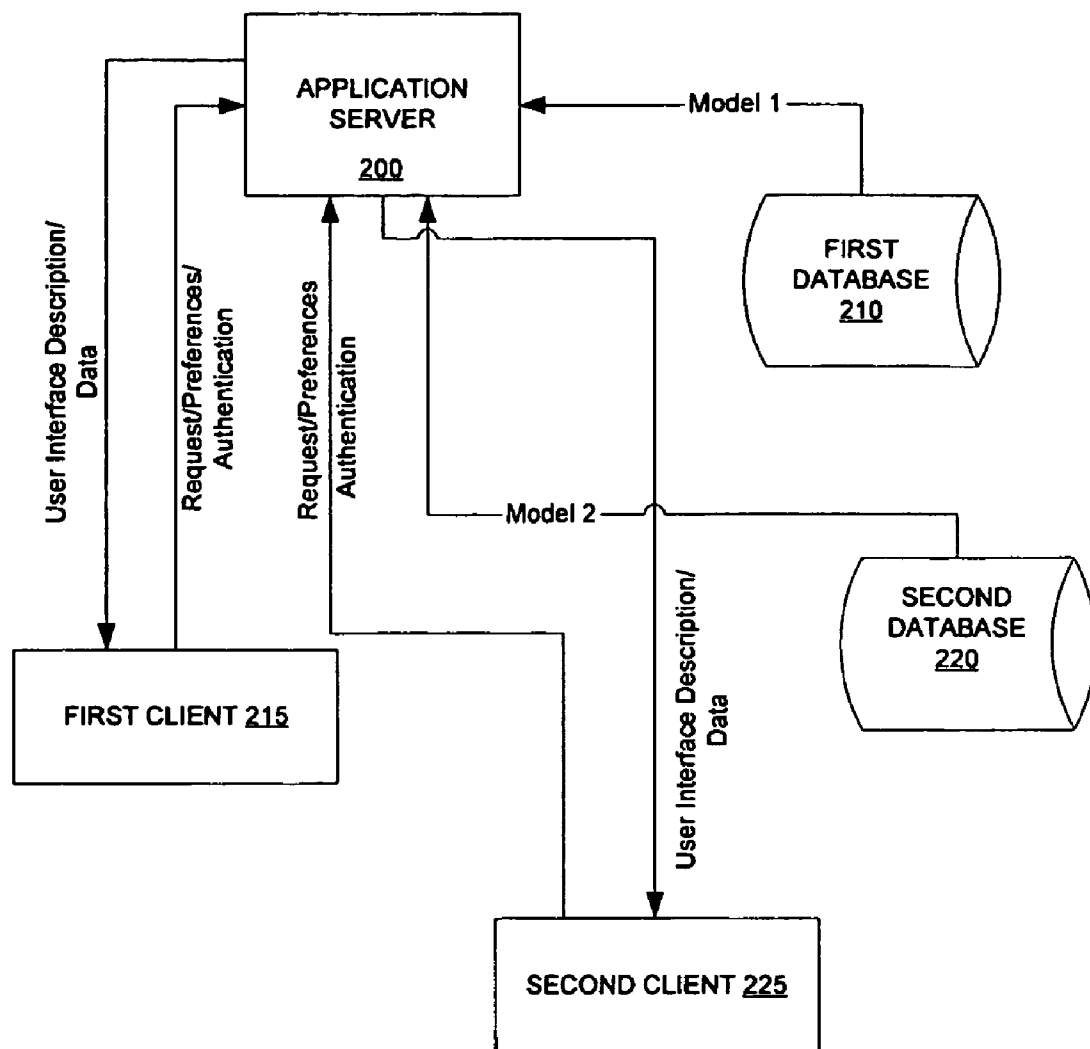 APPLICATION
SERVER
200
Model 1
FIRST
DATABASE
210
User Interface Description/
Data
Request/Preferences/
Authentication
Request/Preferences
Authentication
Model 2
SECOND
DATABASE
220
User Interface Description/
Data
FIRST CLIENT 215
SECOND CLIENT 225